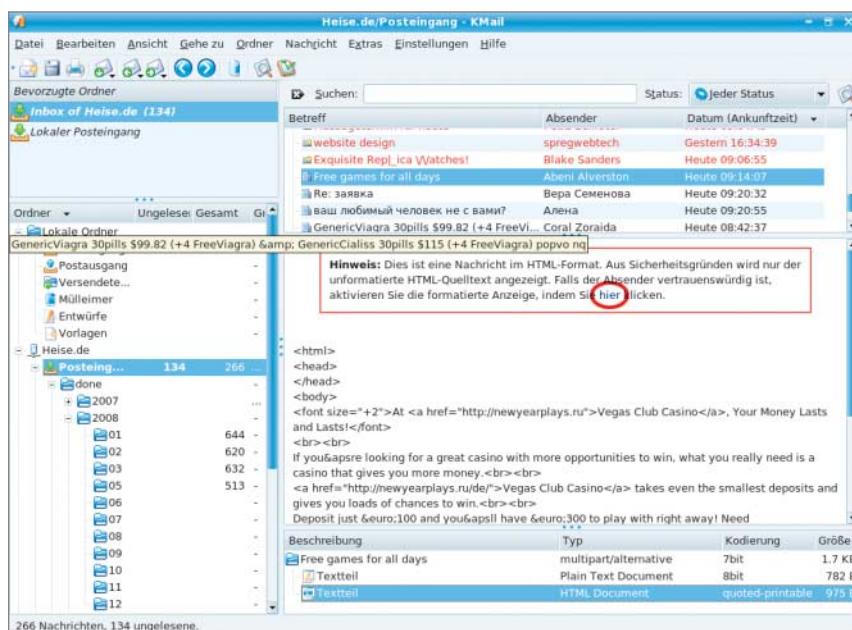 Heise.de/Posteingang - KMail
Datei Bearbeiten Ansicht Gehe zu Ordner Nachricht Extras Einstellungen Hilfe
Bevorzugte Ordner
Inbox of Heise.de (134)
Lokaler Posteingang
Suchen: Status: Jeder Status
Betreff Absender Datum (Ankunftzeit)
website design spregwebtech Gestern 16:34:39
Exquisite Rep|_ica \/\/atches! Blake Sanders Heute 09:06:55
Free games for all days Abeni Alverston Heute 09:14:07
Re: заявка Вера Семенова Heute 09:20:32
ваш любимый человек не с вами? Алена Heute 09:20:55
GenericViagra 30pills $99.82 (+4 FreeVi... Coral Zoraida Heute 08:42:37
Ordner Ungelesen Gesamt
Lokale Ordner
GenericViagra 30pills $99.82 (+4 FreeViagra) &amp; GenericCialiss 30pills $115 (+4 FreeViagra) popvo nq
Postausgang -
Versendete... -
Mülleimer -
Entwürfe -
Vorlagen -
Heise.de
Posteing... 134 266 ...
done -
2007 ...
2008 -
01 644 -
02 620 -
03 632 -
05 513 -
06 -
07 -
08 -
09 -
10 -
11 -
12 -
Hinweis: Dies ist eine Nachricht im HTML-Format. Aus Sicherheitsgründen wird nur der
unformatierte HTML-Quelltext angezeigt. Falls der Absender vertrauenswürdig ist,
aktivieren Sie die formatierte Anzeige, indem Sie hier klicken.
<html>
<head>
</head>
<body>
<font size="+2">At <a href="http://newyearplays.ru">Vegas Club Casino</a>, Your Money Lasts
and Lasts!</font>
<br><br>
If you&apsre looking for a great casino with more opportunities to win, what you really need is a
casino that gives you more money.<br><br>
<a href="http://newyearplays.ru/de/">Vegas Club Casino</a> takes even the smallest deposits and
gives you loads of chances to win.<br><br>
Deposit just &euro;100 and you&apsll have &euro;300 to play with right away! Need
Beschreibung Typ Kodierung Größe
Free games for all days multipart/alternative 7bit 1.7 KB
Textteil Plain Text Document 8bit 782
Textteil HTML Document quoted-printable 975
266 Nachrichten, 134 ungelesene.